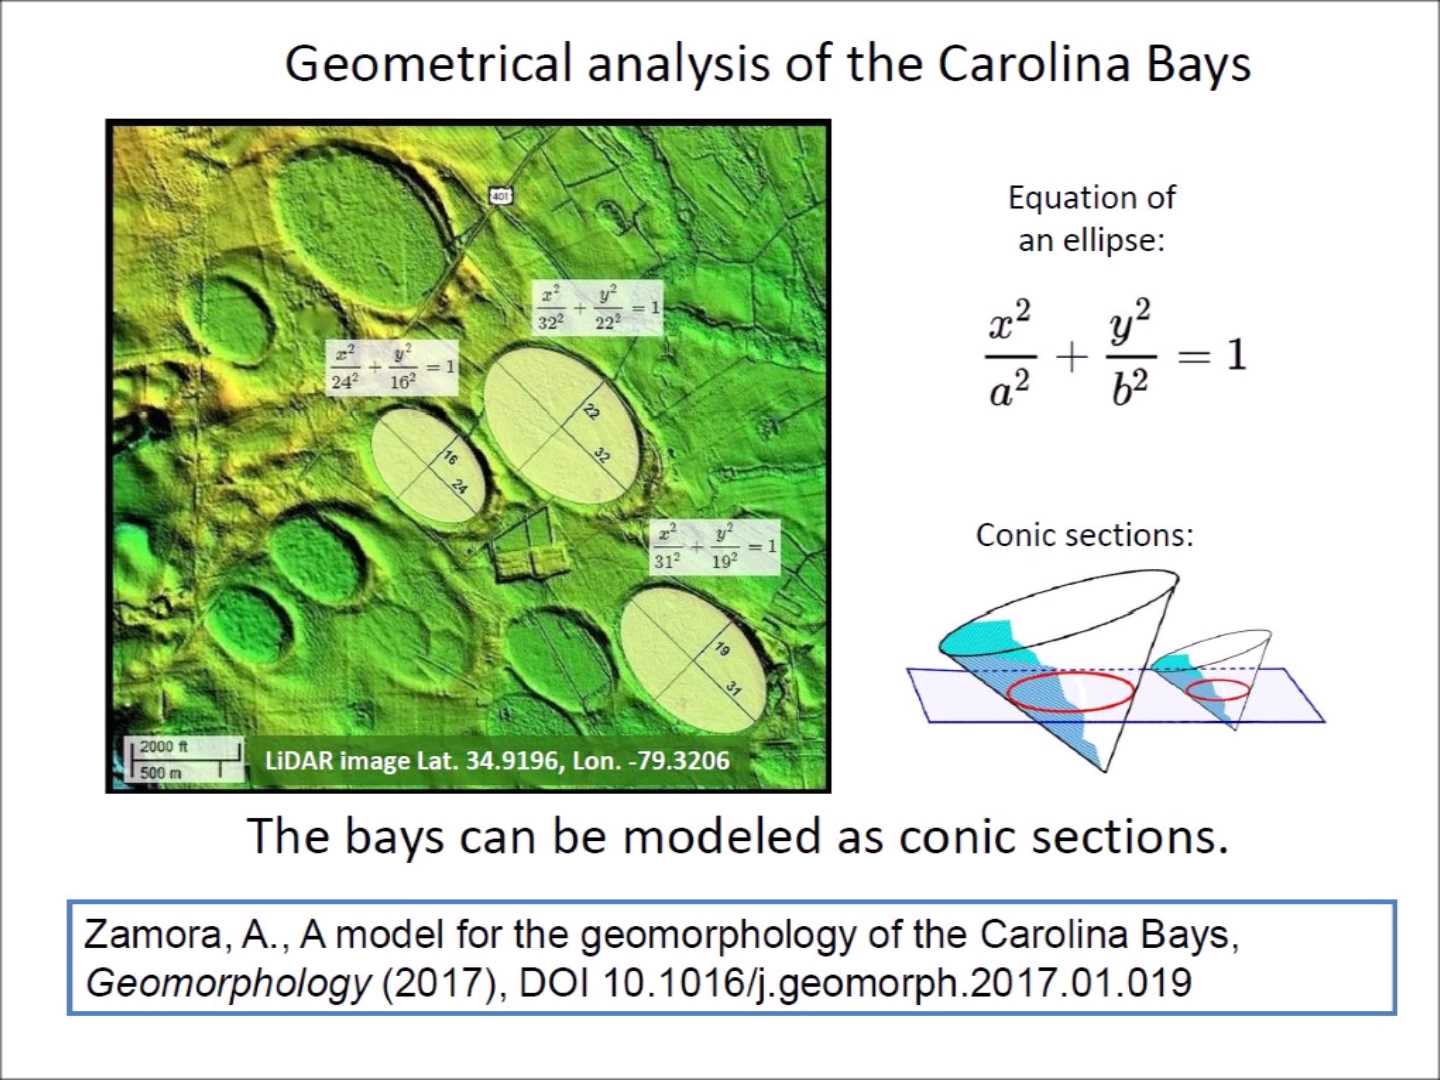 Geometrical analysis of the Carolina Bays
401
x²/32² + y²/22² = 1
x²/24² + y²/16² = 1
22
32
16
24
x²/31² + y²/19² = 1
19
31
2000 ft
500 m
LiDAR image Lat. 34.9196, Lon. -79.3206
Equation of
an ellipse:
x²/a² + y²/b² = 1
Conic sections:
The bays can be modeled as conic sections.
Zamora, A., A model for the geomorphology of the Carolina Bays,
Geomorphology (2017), DOI 10.1016/j.geomorph.2017.01.019